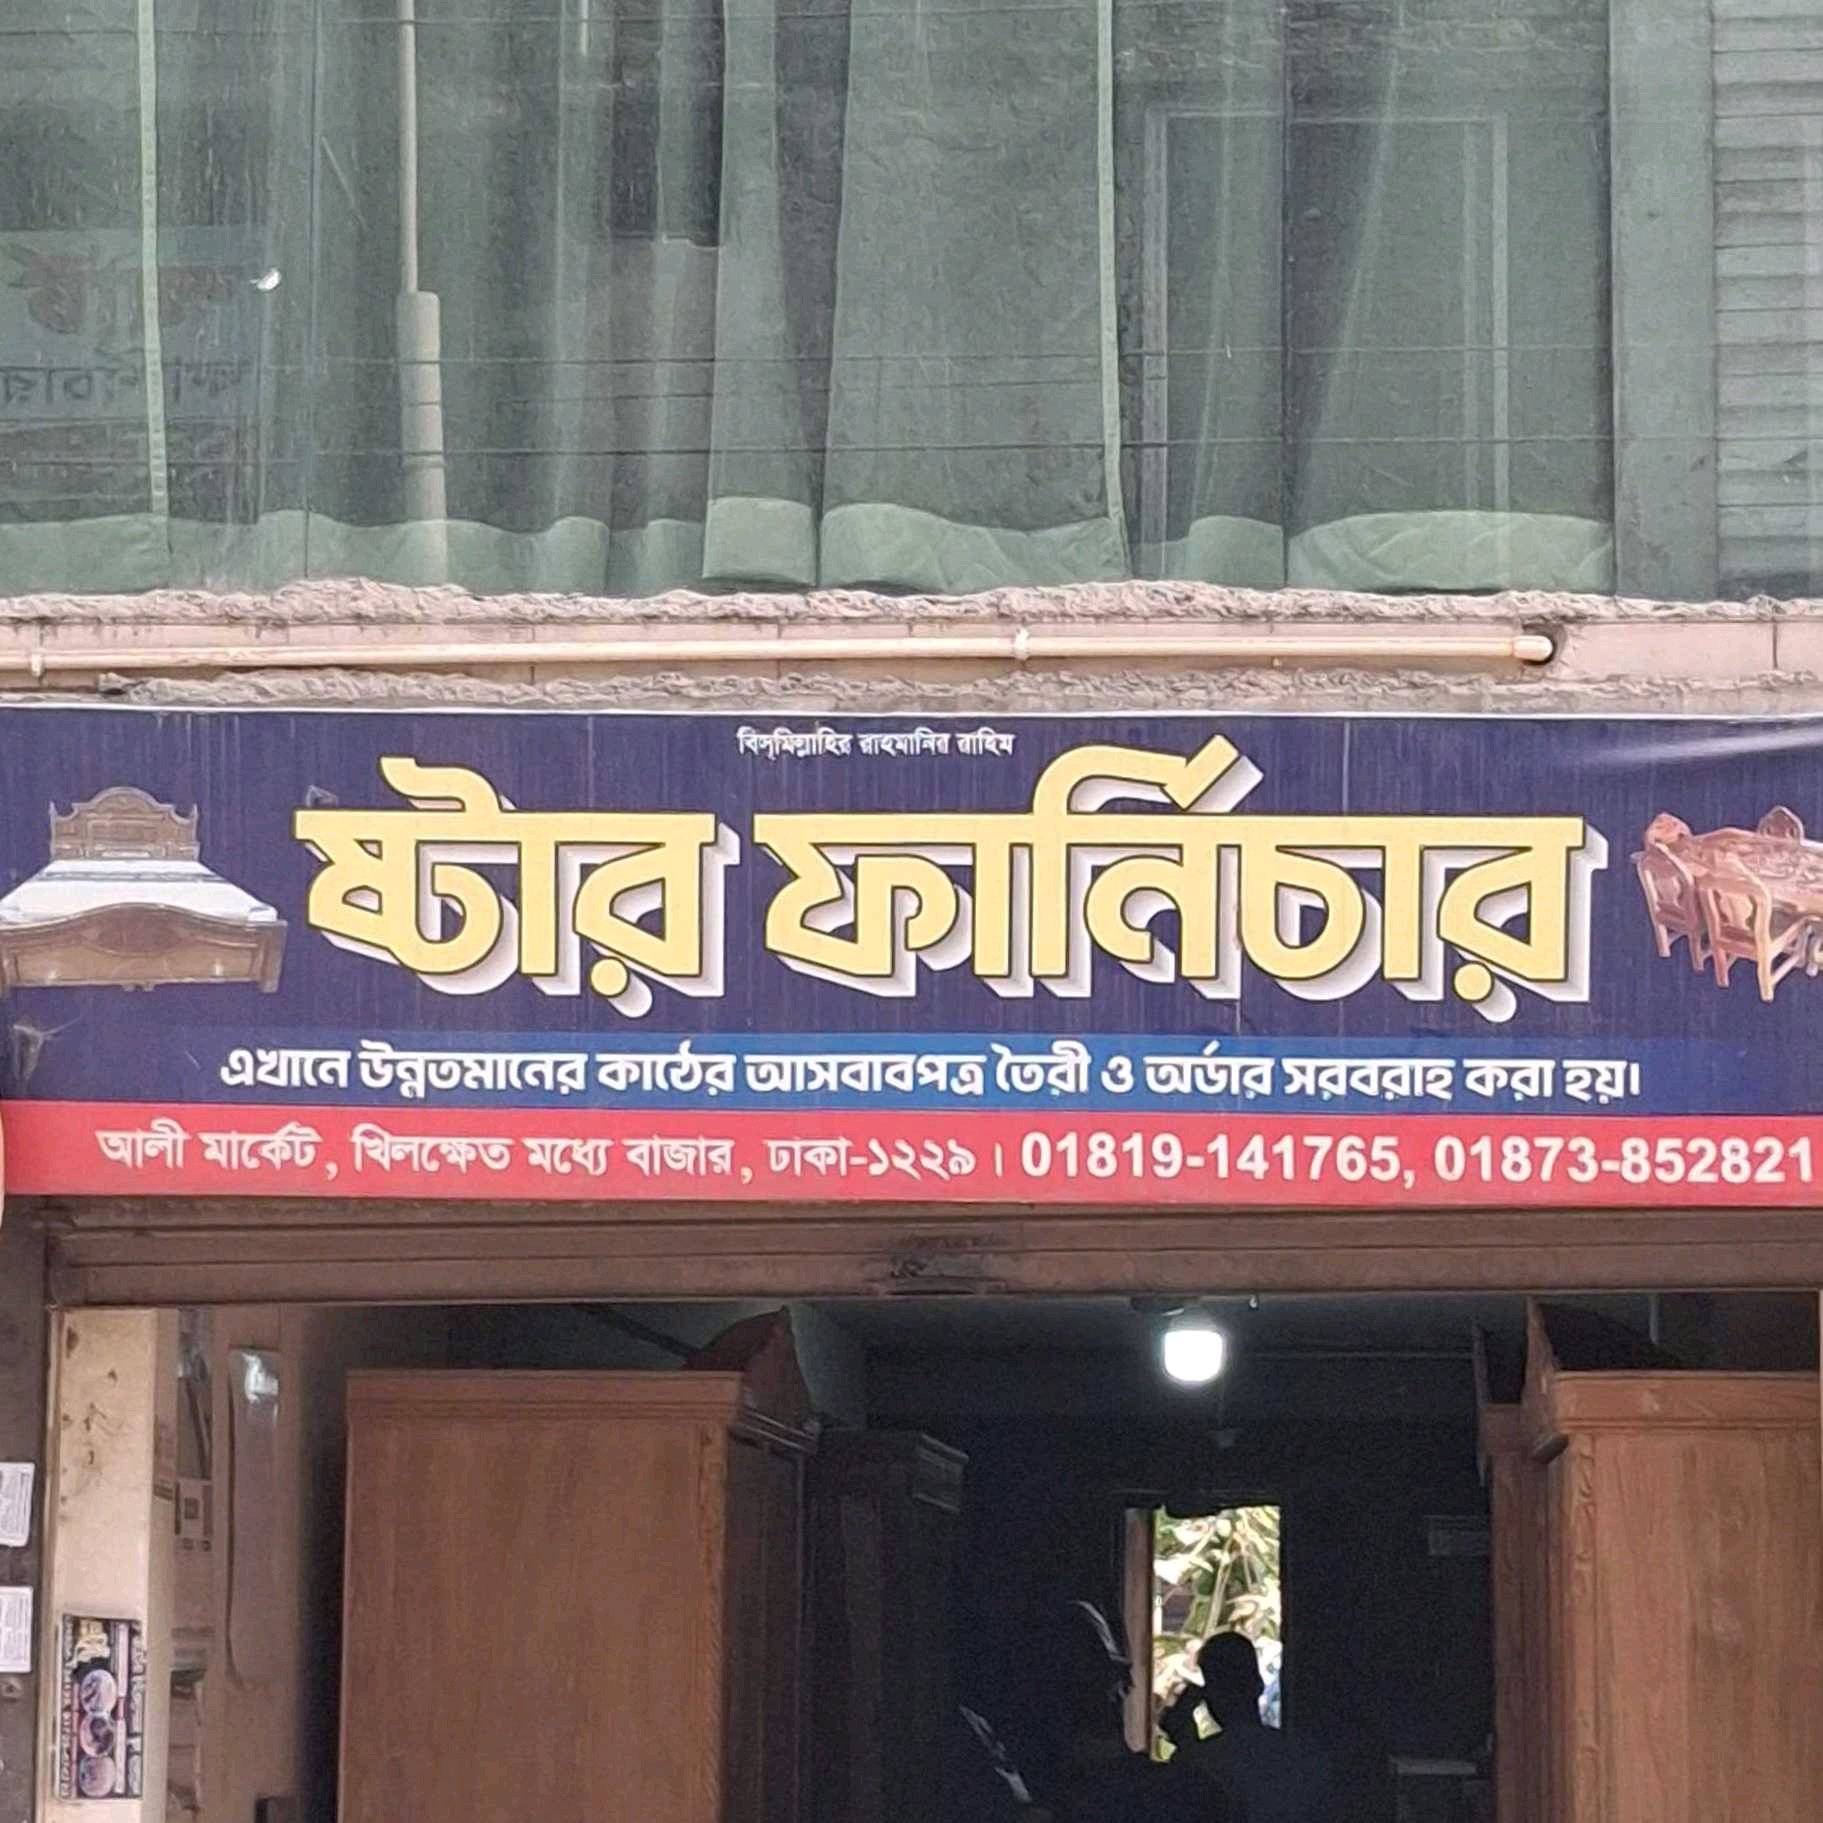 বিসমিল্লাহির রাহমানির রাহিম
ষ্টার ফার্নিচার
এখানে উন্নতমানের কাঠের আসবাবপত্র তৈরী ও অর্ডার সরবরাহ করা হয়।
আলী মার্কেট, খিলক্ষেত মধ্যে বাজার, ঢাকা-১২২৯। 01819-141765, 01873-852821